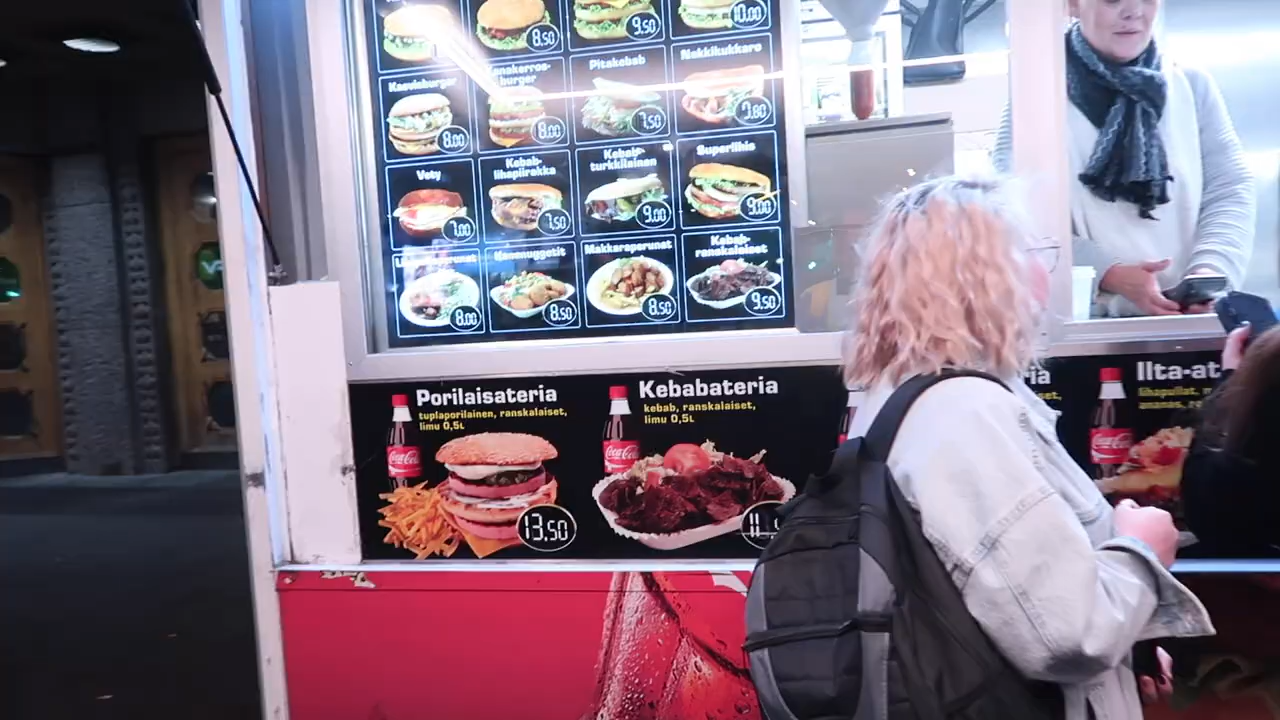 8.50
9.50
10.00
Kasvisburger
Kanakerros-
burger
Pitakebab
Nakkikukkaro
8.00
8.00
7.50
7.80
Vety
Kebab-
lihapiirakka
Kebab-
turkkilainen
Superlihis
7.00
7.50
9.00
9.00
Kananuggetit
Makkaraperunat
Kebab-
ranskalaiset
8.00
8.50
8.50
9.50
Porilaisateria
tuplaporilainen, ranskalaiset,
limu 0,5L
Coca-Cola
13.50
Kebabateria
kebab, ranskalaiset,
limu 0,5L
Coca-Cola
Ilta-at
lihapullat,
ananas,
Coca-Cola